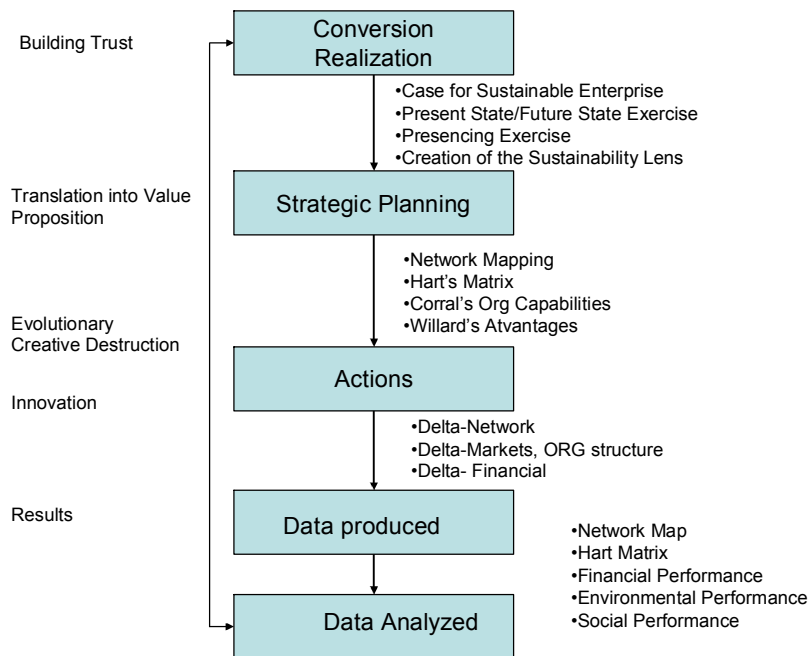 Building Trust
Conversion
Realization
•Case for Sustainable Enterprise
•Present State/Future State Exercise
•Presencing Exercise
•Creation of the Sustainability Lens
Translation into Value
Proposition
Strategic Planning
•Network Mapping
•Hart's Matrix
•Corral's Org Capabilities
•Willard's Atvantages
Evolutionary
Creative Destruction
Actions
Innovation
•Delta-Network
•Delta-Markets, ORG structure
•Delta- Financial
Results
Data produced
•Network Map
•Hart Matrix
•Financial Performance
•Environmental Performance
•Social Performance
Data Analyzed